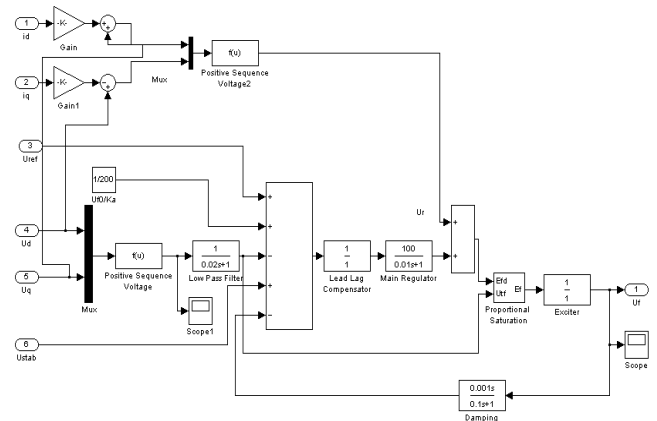 1
id
-K-
Gain
+
+
2
iq
-K-
Gain1
-
+
Mux
f(u)
Positive Sequence
Voltage2
3
Uref
1/200
Uf0/Ka
4
Ud
5
Uq
Mux
f(u)
Positive Sequence
Voltage
1
0.02s+1
Low Pass Filter
Scope1
6
Ustab
+
+
-
+
-
1
1
Lead Lag
Compensator
100
0.01s+1
Main Regulator
Ur
+
+
Efd
Utf
Ef
Proportional
Saturation
1
1
Exciter
1
Uf
Scope
0.001s
0.1s+1
Damping